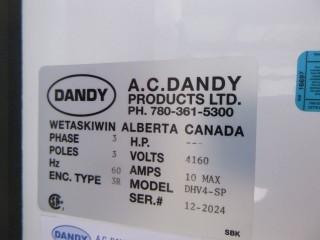 DANDY
A.C.DANDY
PRODUCTS LTD.
PH. 780-361-5300
WETASKIWIN ALBERTA CANADA
PHASE 3 H.P. ---
POLES 3 VOLTS 4160
Hz 60 AMPS 10 MAX
ENC. TYPE 3R MODEL DHV4-SP
SER.# 12-2024
SBK
DANDY